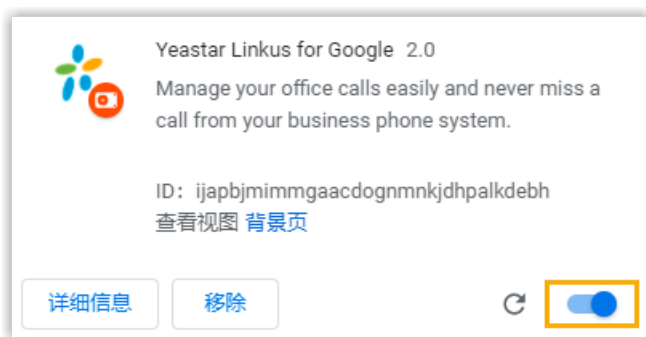 Yeastar Linkus for Google 2.0
Manage your office calls easily and never miss a
call from your business phone system.
ID：ijapbjmimmgaacdognmnkjdhpalkdebh
查看视图 背景页
详细信息 移除